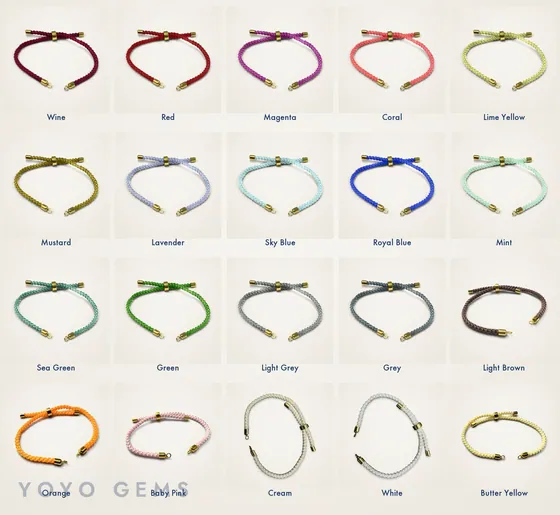 Wine Red Magenta Coral Lime Yellow
Mustard Lavender Sky Blue Royal Blue Mint
Sea Green Green Light Grey Grey Light Brown
Orange Baby Pink Cream White Butter Yellow
YOYO GEMS